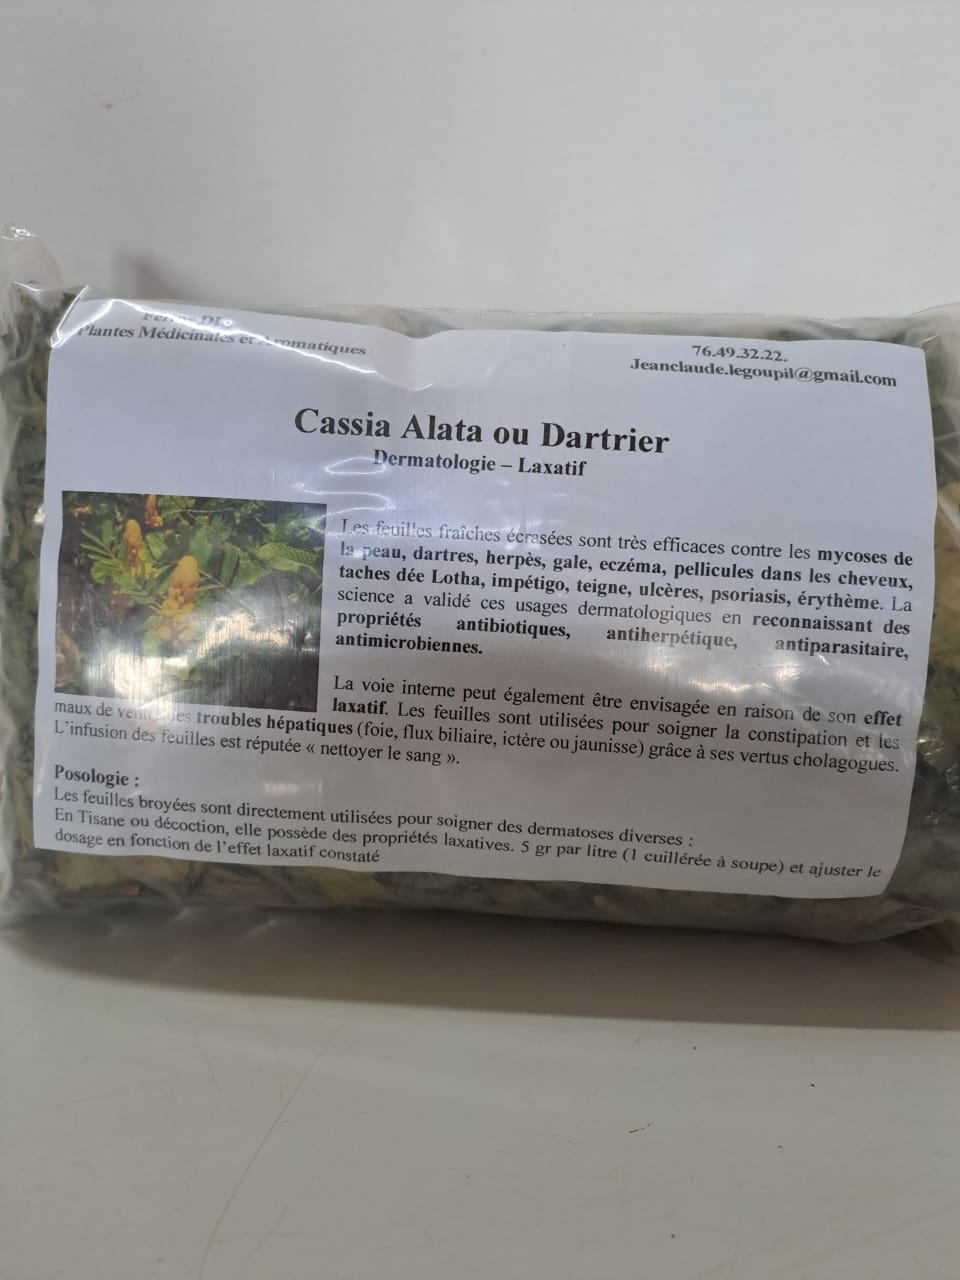 Plantes Médicinales et Aromatiques
76.49.32.22.
Jeanclaude.legoupil@gmail.com
Cassia Alata ou Dartrier
Dermatologie – Laxatif
Les feuilles fraîches écrasées sont très efficaces contre les mycoses de
la peau, dartres, herpès, gale, eczéma, pellicules dans les cheveux,
taches dée Lotha, impétigo, teigne, ulcères, psoriasis, érythème. La
science a validé ces usages dermatologiques en reconnaissant des
propriétés antibiotiques, antiherpétique, antiparasitaire,
antimicrobiennes.
La voie interne peut également être envisagée en raison de son effet
laxatif. Les feuilles sont utilisées pour soigner la constipation et les
maux de troubles hépatiques (foie, flux biliaire, ictère ou jaunisse) grâce à ses vertus cholagogues.
L'infusion des feuilles est réputée « nettoyer le sang ».
Posologie :
Les feuilles broyées sont directement utilisées pour soigner des dermatoses diverses :
En Tisane ou décoction, elle possède des propriétés laxatives. 5 gr par litre (1 cuillérée à soupe) et ajuster le
dosage en fonction de l'effet laxatif constaté